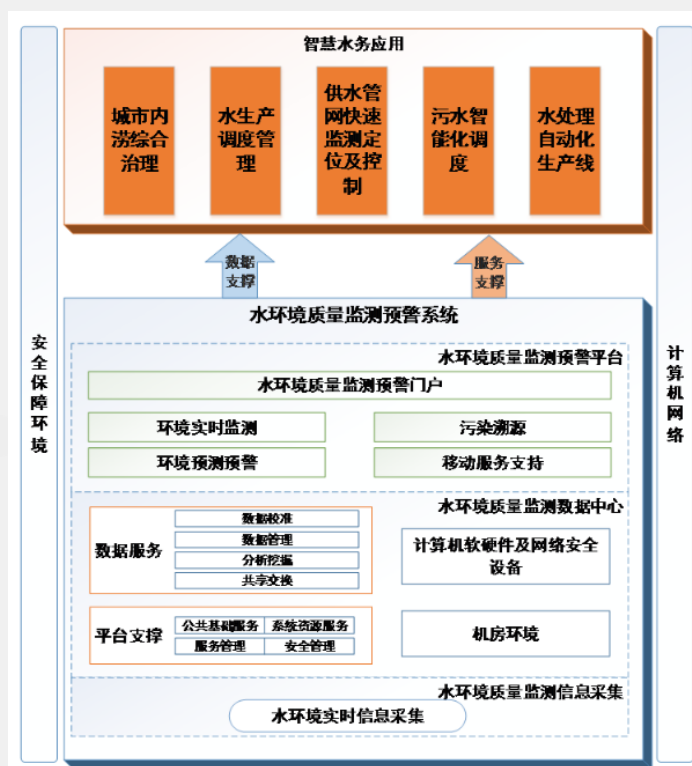 智慧水务应用
城市内
涝综合
治理
水生产
调度管
理
供水管
网快速
监测定
位及控
制
污水智
能化调
度
水处理
自动化
生产线
数据
支撑
服务
支撑
安全保障环境
计算机网络
水环境质量监测预警系统
水环境质量监测预警平台
水环境质量监测预警门户
环境实时监测
污染溯源
环境预测预警
移动服务支持
水环境质量监测数据中心
数据服务
数据校准
数据管理
分析挖掘
共享交换
计算机软硬件及网络安全
设备
平台支撑
公共基础服务
系统资源服务
服务管理
安全管理
机房环境
水环境质量监测信息采集
水环境实时信息采集